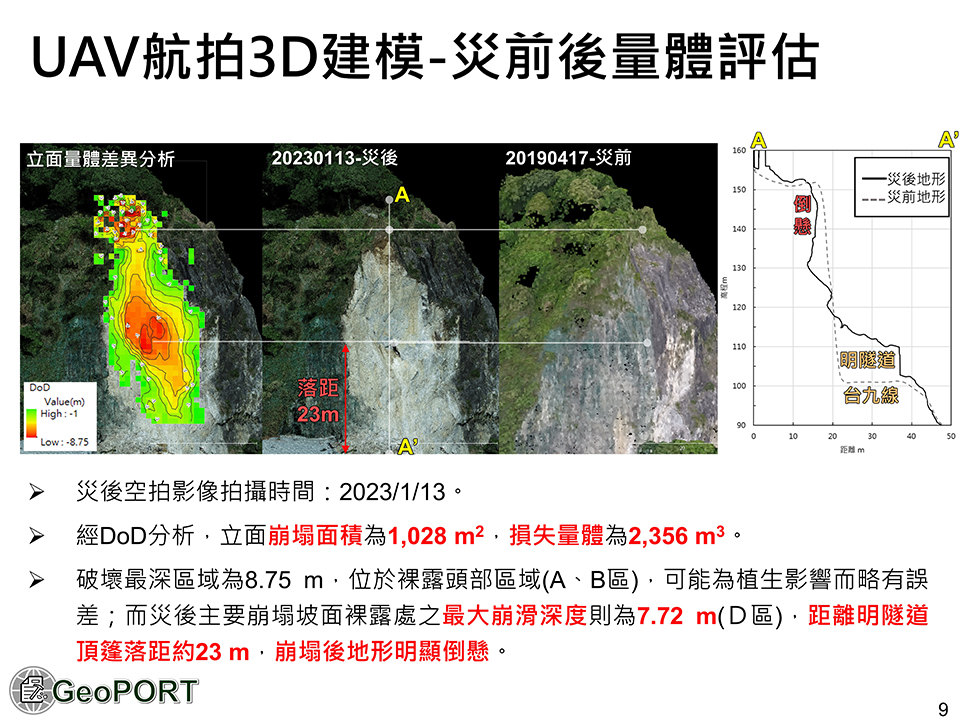 UAV航拍3D建模-災前後量體評估
立面量體差異分析
20230113-災後
20190417-災前
A
A'
落距
23m
DoD
Value(m)
High : -1
Low : -8.75
A
A'
災後地形
災前地形
倒懸
明隧道
台九線
高程m
160
150
140
130
120
110
100
90
0 10 20 30 40 50
距離 m
➢ 災後空拍影像拍攝時間：2023/1/13。
➢ 經DoD分析，立面崩塌面積為1,028 m2，損失量體為2,356 m3。
➢ 破壞最深區域為8.75 m，位於裸露頭部區域(A、B區)，可能為植生影響而略有誤
差；而災後主要崩塌坡面裸露處之最大崩滑深度則為7.72 m(Ｄ區)，距離明隧道
頂篷落距約23 m，崩塌後地形明顯倒懸。
GeoPORT
9